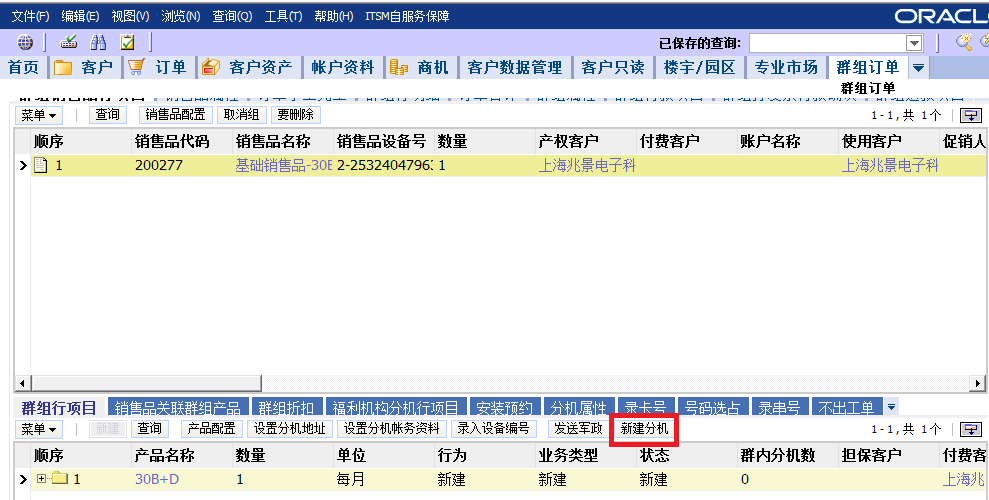 文件(F) 编辑(E) 视图(V) 浏览(N) 查询(Q) 工具(T) 帮助(H) ITSM自服务保障 ORACL
已保存的查询:
首页 客户 订单 客户资产 帐户资料 商机 客户数据管理 客户只读 楼宇/园区 专业市场 群组订单
群组订单
菜单 查询 销售品配置 取消组 要删除 1-1,共 1个
顺序 销售品代码 销售品名称 销售品设备号 数量 产权客户 付费客户 账户名称 使用客户 促销人
1 200277 基础销售品-30B 2-2532404796 1 上海兆景电子科 上海兆景电子科
群组行项目 销售品关联群组产品 群组折扣 福利机构分机行项目 安装预约 分机属性 录卡号 号码选占 录串号 不出工单
菜单 新建 查询 产品配置 设置分机地址 设置分机帐务资料 录入设备编号 发送军政 新建分机 1-1,共 1个
顺序 产品名称 数量 单位 行为 业务类型 状态 群内分机数 担保客户 付费客
1 30B+D 1 每月 新建 新建 新建 0 上海兆